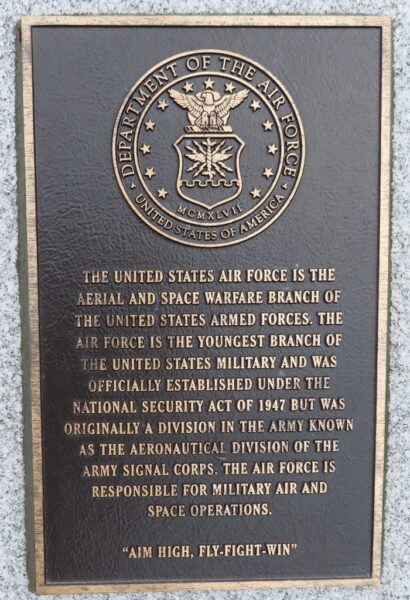 DEPARTMENT OF THE AIR FORCE
MCMXLVII
UNITED STATES OF AMERICA
THE UNITED STATES AIR FORCE IS THE
AERIAL AND SPACE WARFARE BRANCH OF
THE UNITED STATES ARMED FORCES. THE
AIR FORCE IS THE YOUNGEST BRANCH OF
THE UNITED STATES MILITARY AND WAS
OFFICIALLY ESTABLISHED UNDER THE
NATIONAL SECURITY ACT OF 1947 BUT WAS
ORIGINALLY A DIVISION IN THE ARMY KNOWN
AS THE AERONAUTICAL DIVISION OF THE
ARMY SIGNAL CORPS. THE AIR FORCE IS
RESPONSIBLE FOR MILITARY AIR AND
SPACE OPERATIONS.
"AIM HIGH, FLY-FIGHT-WIN"